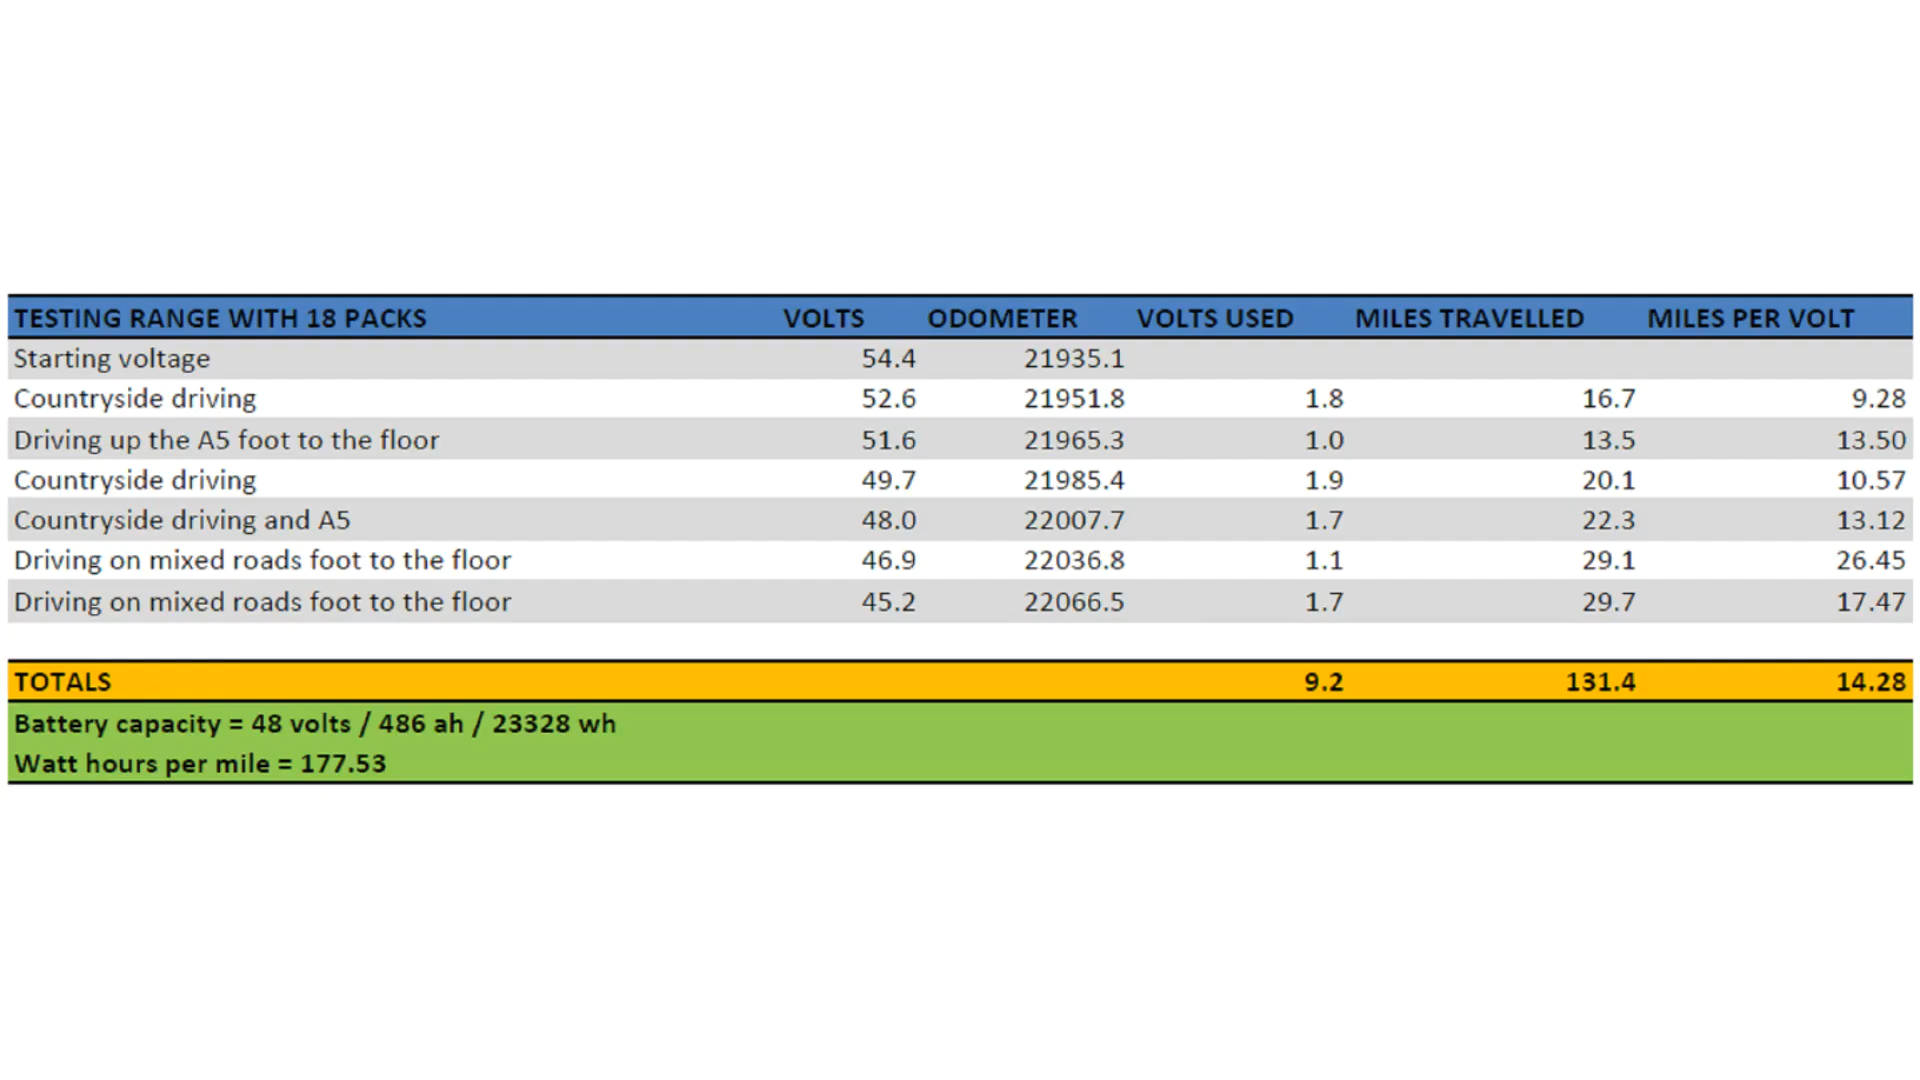 TESTING RANGE WITH 18 PACKS VOLTS ODOMETER VOLTS USED MILES TRAVELLED MILES PER VOLT
Starting voltage 54.4 21935.1
Countryside driving 52.6 21951.8 1.8 16.7 9.28
Driving up the A5 foot to the floor 51.6 21965.3 1.0 13.5 13.50
Countryside driving 49.7 21985.4 1.9 20.1 10.57
Countryside driving and A5 48.0 22007.7 1.7 22.3 13.12
Driving on mixed roads foot to the floor 46.9 22036.8 1.1 29.1 26.45
Driving on mixed roads foot to the floor 45.2 22066.5 1.7 29.7 17.47
TOTALS 9.2 131.4 14.28
Battery capacity = 48 volts / 486 ah / 23328 wh
Watt hours per mile = 177.53